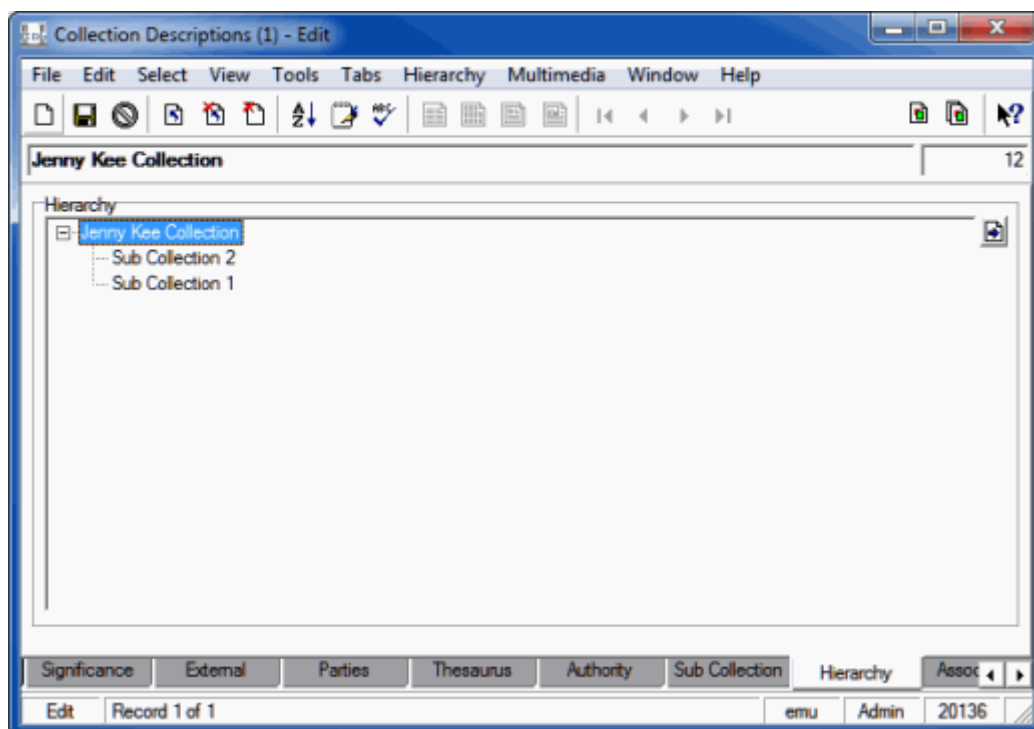 Collection Descriptions (1) - Edit
File Edit Select View Tools Tabs Hierarchy Multimedia Window Help
Jenny Kee Collection 12
Hierarchy
Jenny Kee Collection
Sub Collection 2
Sub Collection 1
Significance External Parties Thesaurus Authority Sub Collection Hierarchy Assoc
Edit Record 1 of 1 emu Admin 20136